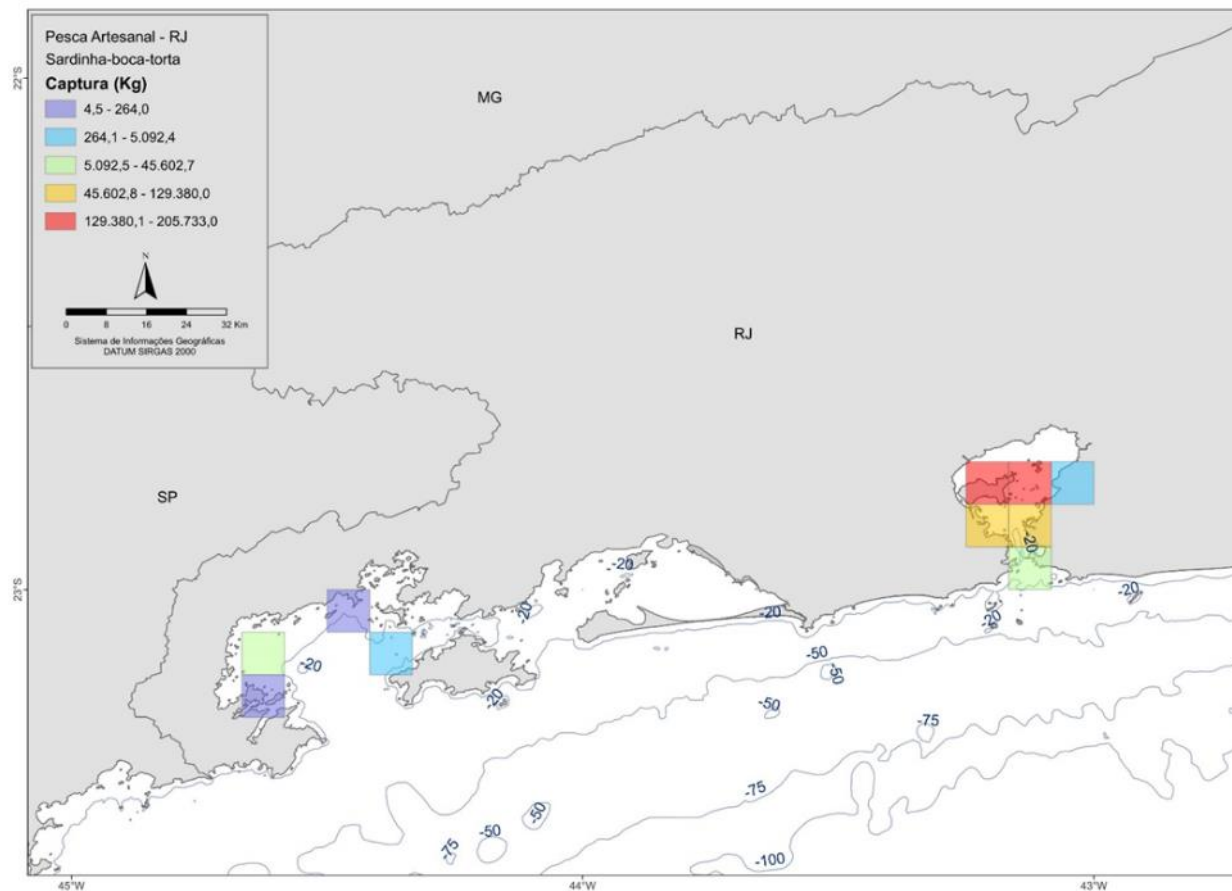 Pesca Artesanal - RJ
Sardinha-boca-torta
Captura (Kg)
4,5 - 264,0
264,1 - 5.092,4
5.092,5 - 45.602,7
45.602,8 - 129.380,0
129.380,1 - 205.733,0
N
0 8 16 24 32 Km
Sistema de Informações Geográficas
DATUM SIRGAS 2000
22°S
MG
RJ
SP
23°S
-20
-20
-20
-20
-20
-20
-20
-20
-50
-50
-50
-75
-75
-50
-50
-75
-100
45°W
44°W
43°W